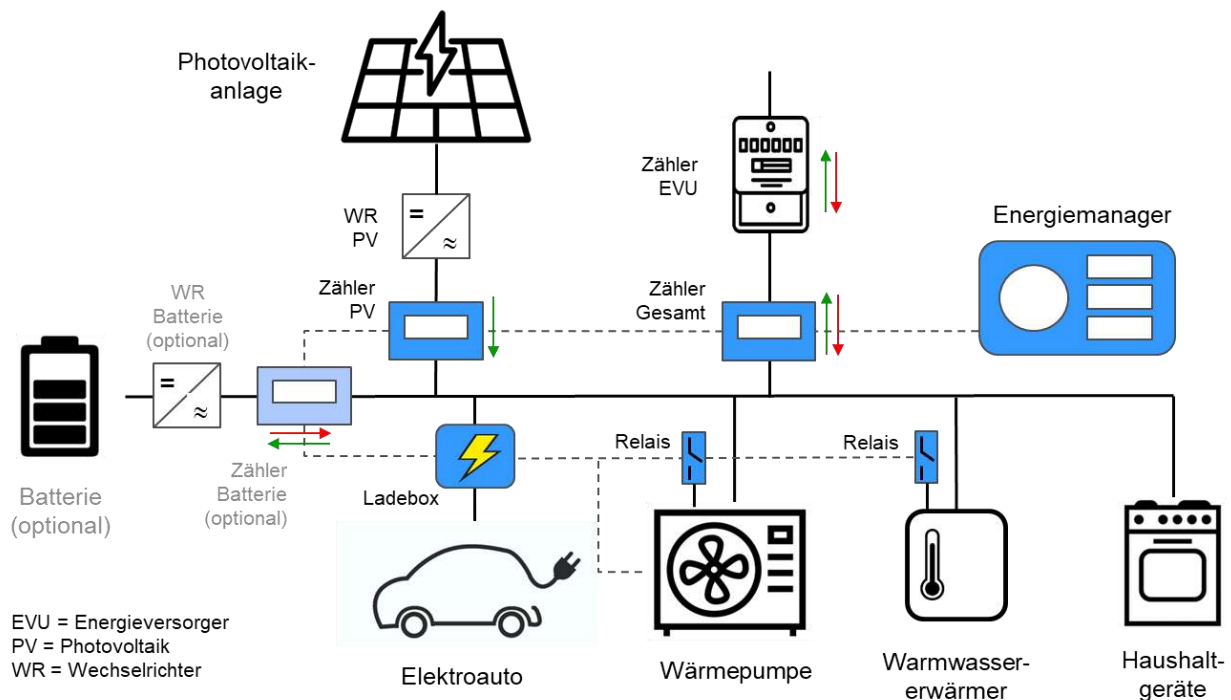 Photovoltaik-
anlage
Zähler
EVU
Energiemanager
WR
PV
Zähler
PV
Zähler
Gesamt
WR
Batterie
(optional)
=
≈
=
≈
Batterie
(optional)
Zähler
Batterie
(optional)
Ladebox
Relais
Relais
Elektroauto
Wärmepumpe
Warmwasser-
erwärmer
Haushalt-
geräte
EVU = Energieversorger
PV = Photovoltaik
WR = Wechselrichter